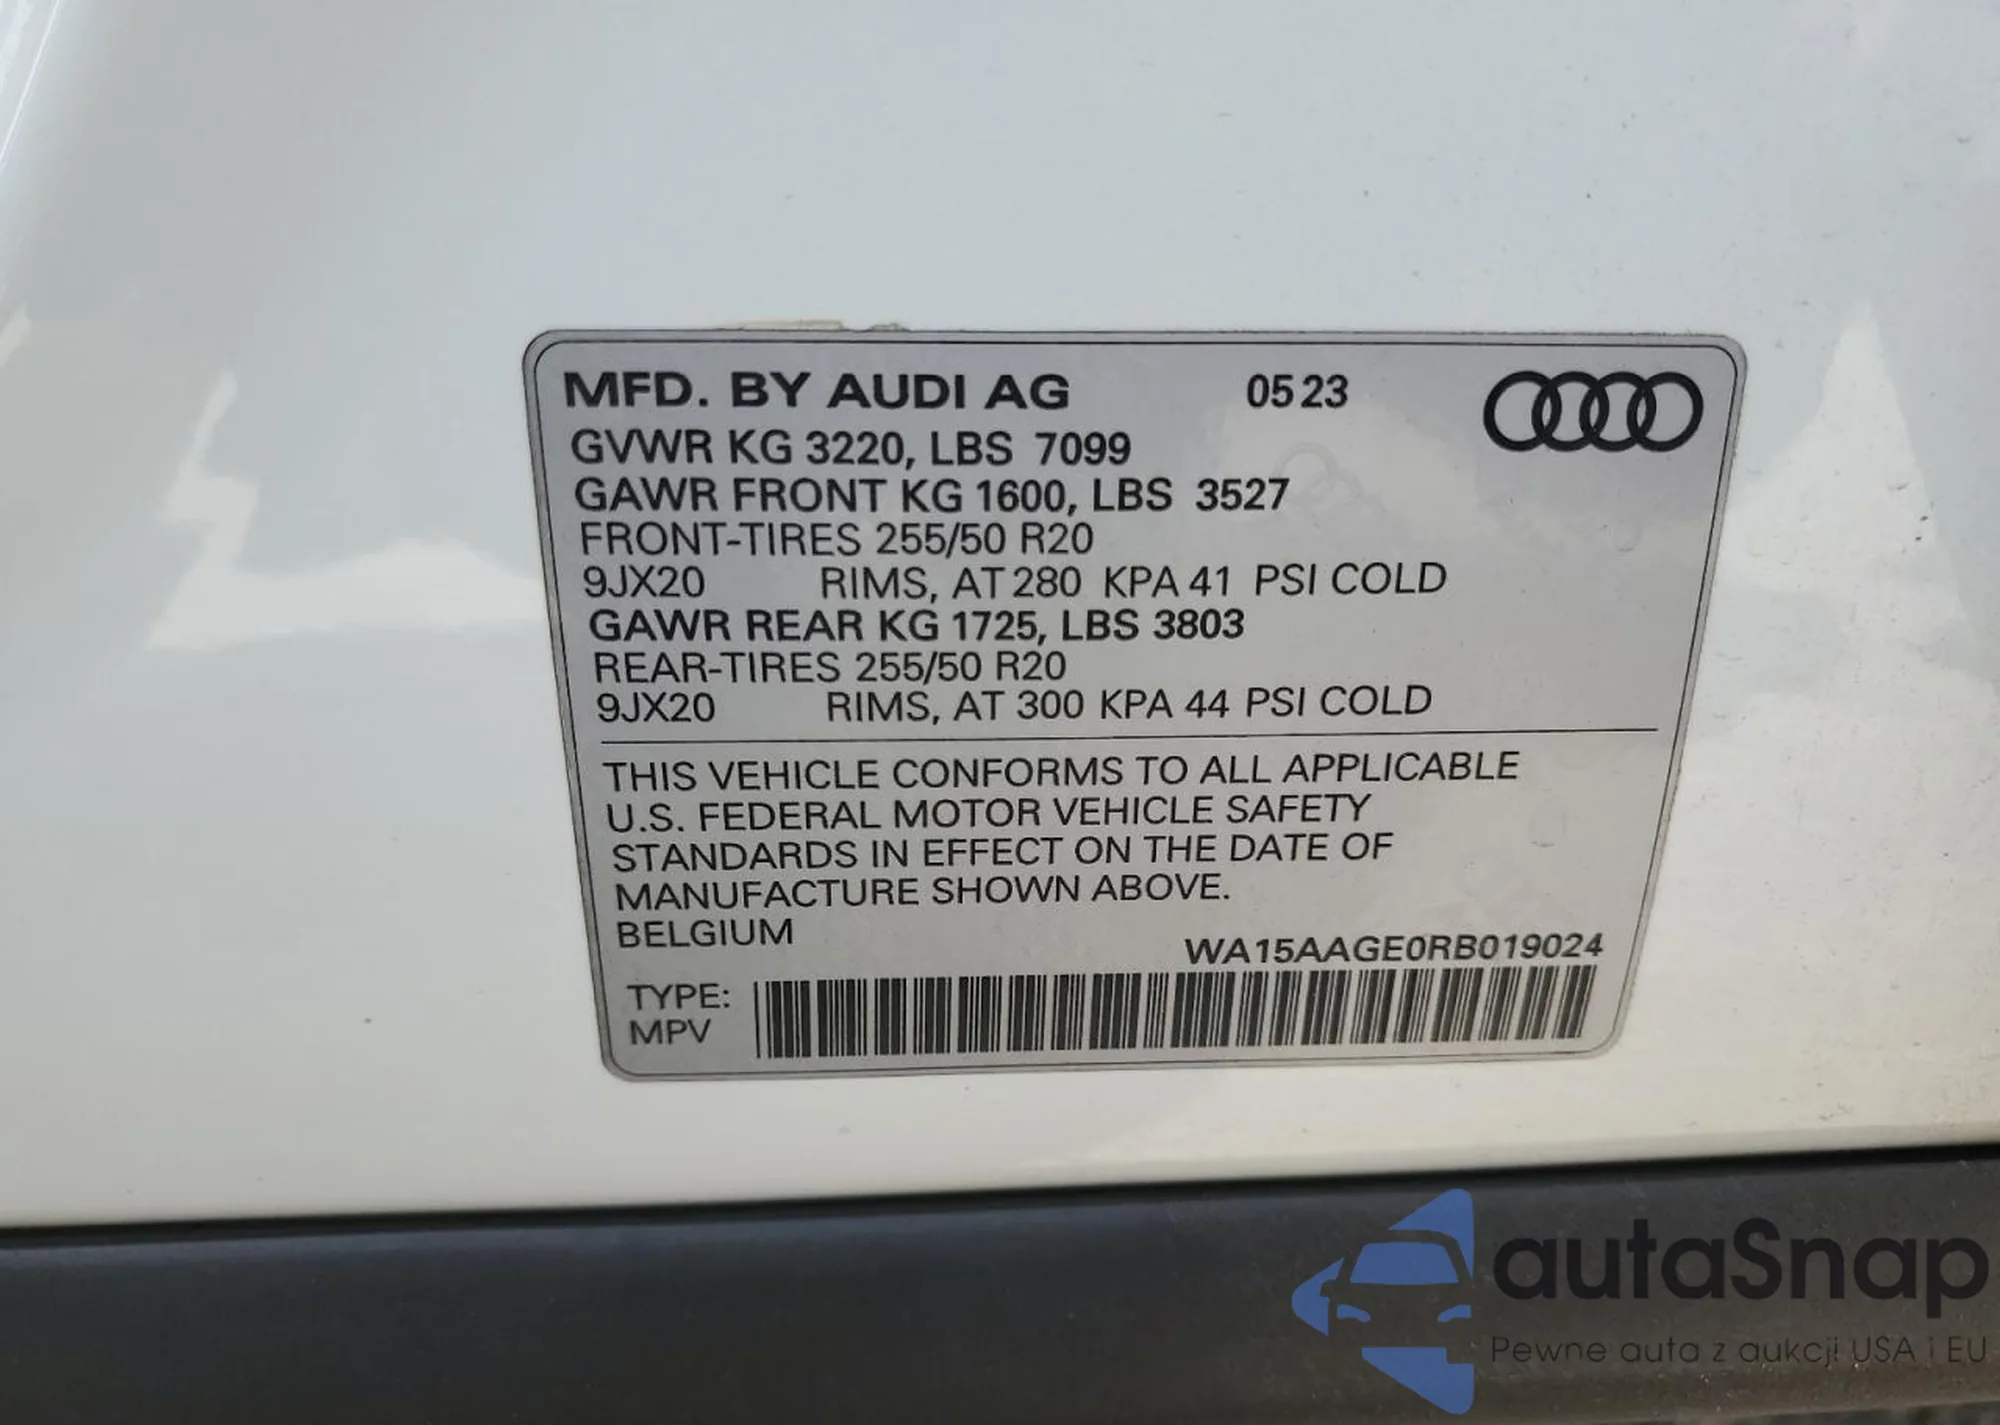 MFD. BY AUDI AG 05 23
GVWR KG 3220, LBS 7099
GAWR FRONT KG 1600, LBS 3527
FRONT-TIRES 255/50 R20
9JX20 RIMS, AT 280 KPA 41 PSI COLD
GAWR REAR KG 1725, LBS 3803
REAR-TIRES 255/50 R20
9JX20 RIMS, AT 300 KPA 44 PSI COLD
THIS VEHICLE CONFORMS TO ALL APPLICABLE
U.S. FEDERAL MOTOR VEHICLE SAFETY
STANDARDS IN EFFECT ON THE DATE OF
MANUFACTURE SHOWN ABOVE.
BELGIUM
WA15AAGE0RB019024
TYPE:
MPV
autaSnap
Pewne auta z aukcji USA i EU